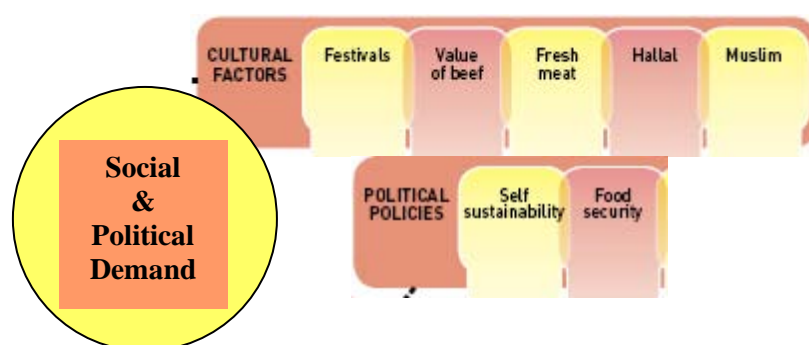 CULTURAL
FACTORS
Festivals
Value
of beef
Fresh
meat
Hallal
Muslim
Social
&
Political
Demand
POLITICAL
POLICIES
Self
sustainability
Food
security